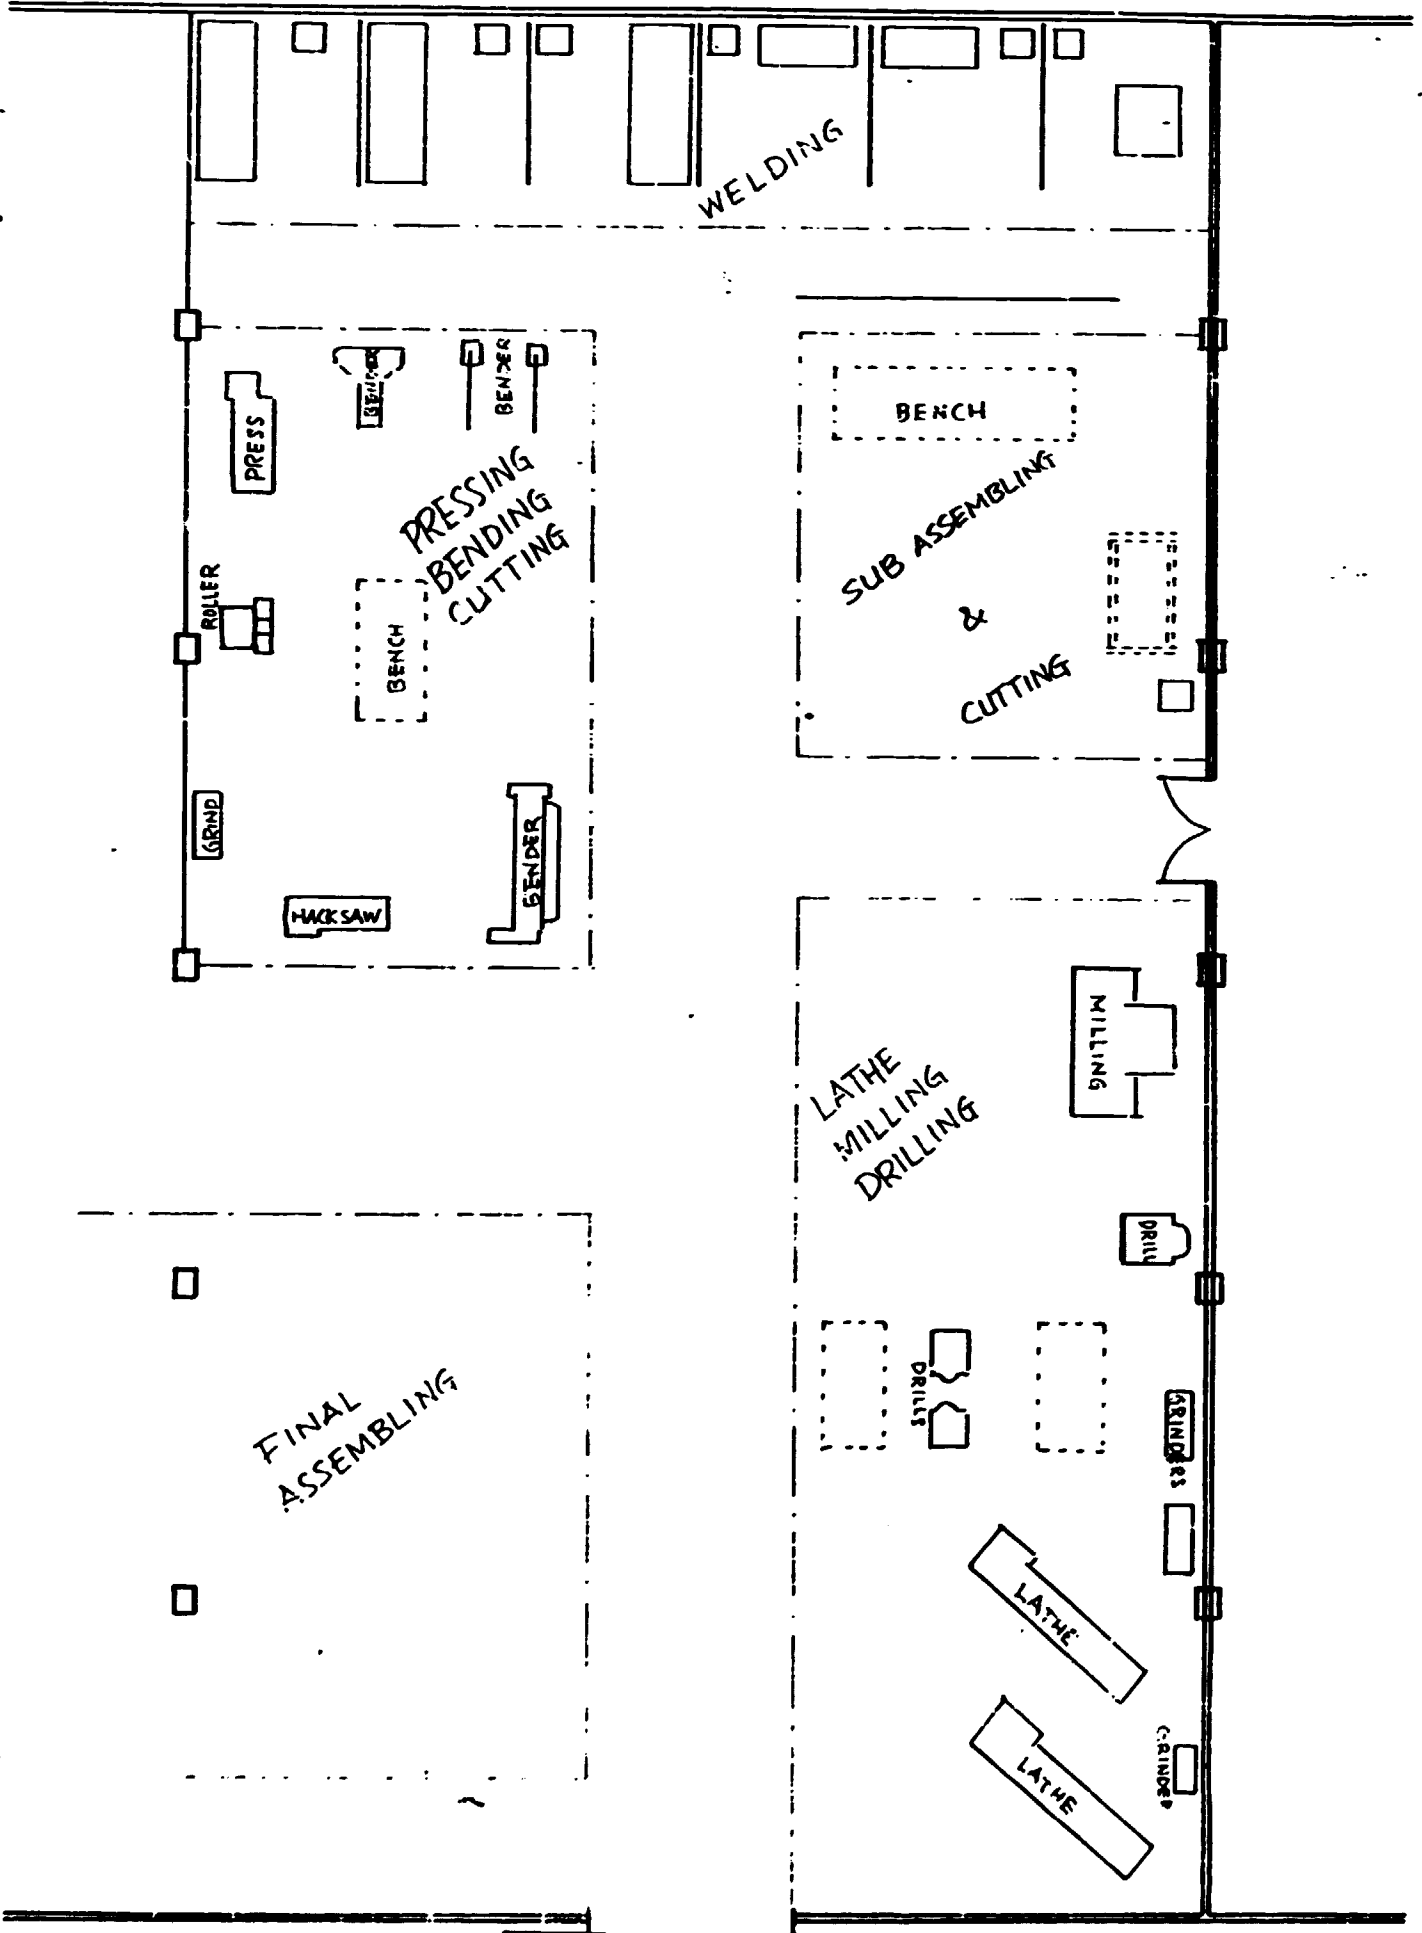 WELDING
BENDER
BENDER
PRESS
PRESSING
BENDING
CUTTING
ROLLER
BENCH
GRIND
HACKSAW
BENDER
BENCH
SUB ASSEMBLING
&
CUTTING
MILLING
LATHE
MILLING
DRILLING
DRILL
DRILLS
GRINDERS
LATHE
LATHE
GRINDER
FINAL
ASSEMBLING